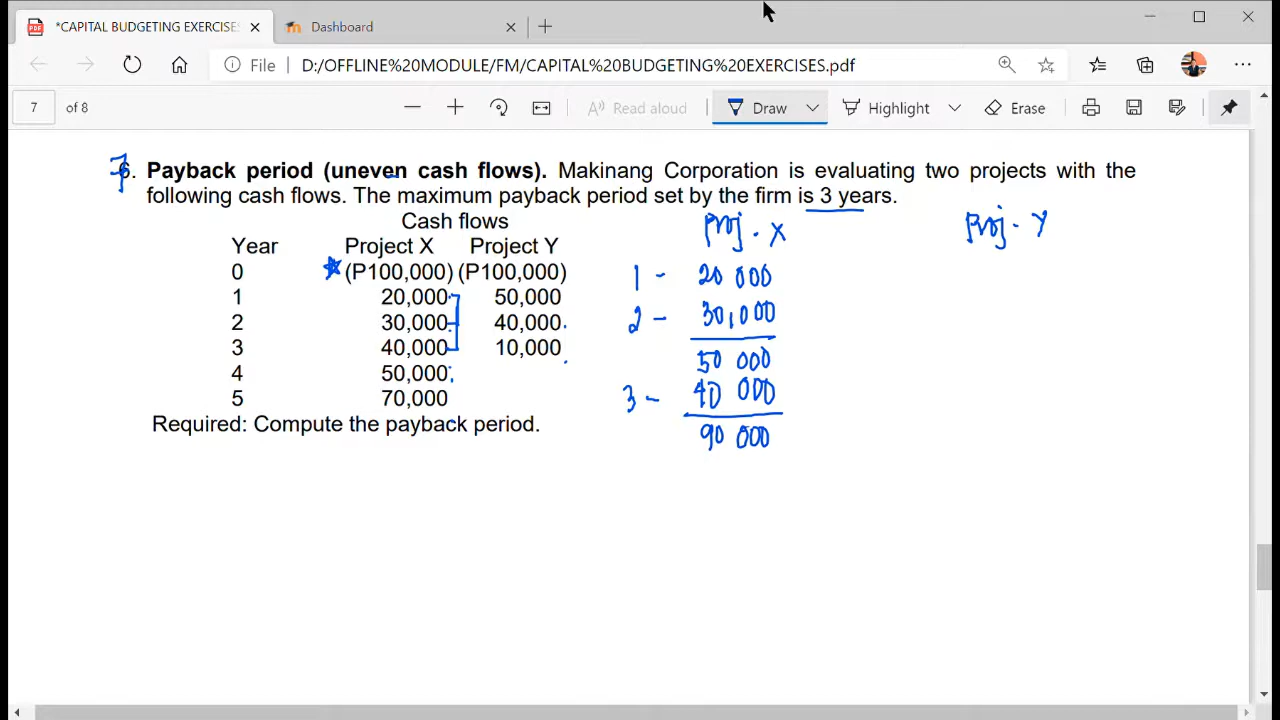 *CAPITAL BUDGETING EXERCISES
Dashboard
File D:/OFFLINE%20MODULE/FM/CAPITAL%20BUDGETING%20EXERCISES.pdf
7 of 8 Read aloud Draw Highlight Erase
7
6. Payback period (uneven cash flows). Makinang Corporation is evaluating two projects with the
following cash flows. The maximum payback period set by the firm is 3 years.
Cash flows
Year Project X Project Y
0 (P100,000) (P100,000)
1 20,000 50,000
2 30,000 40,000
3 40,000 10,000
4 50,000
5 70,000
Required: Compute the payback period.
Proj. X
1 - 20 000
2 - 30,000
50 000
3 - 40 000
90 000
Proj. Y